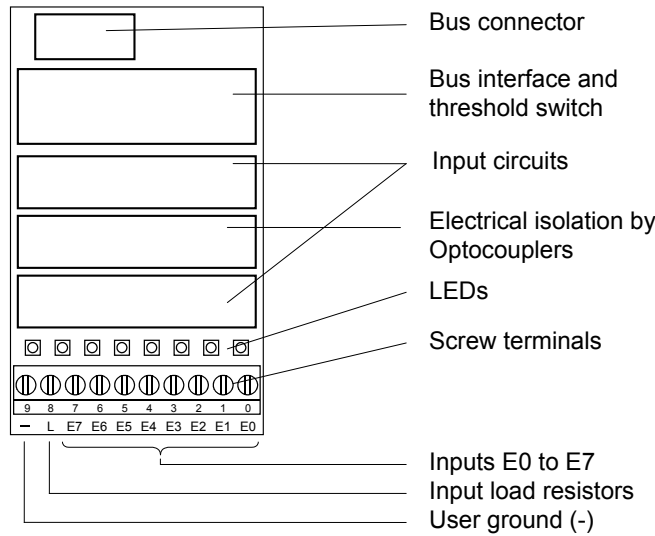 Bus connector
Bus interface and
threshold switch
Input circuits
Electrical isolation by
Optocouplers
LEDs
Screw terminals
9 8 7 6 5 4 3 2 1 0
– L E7 E6 E5 E4 E3 E2 E1 E0
Inputs E0 to E7
Input load resistors
User ground (-)